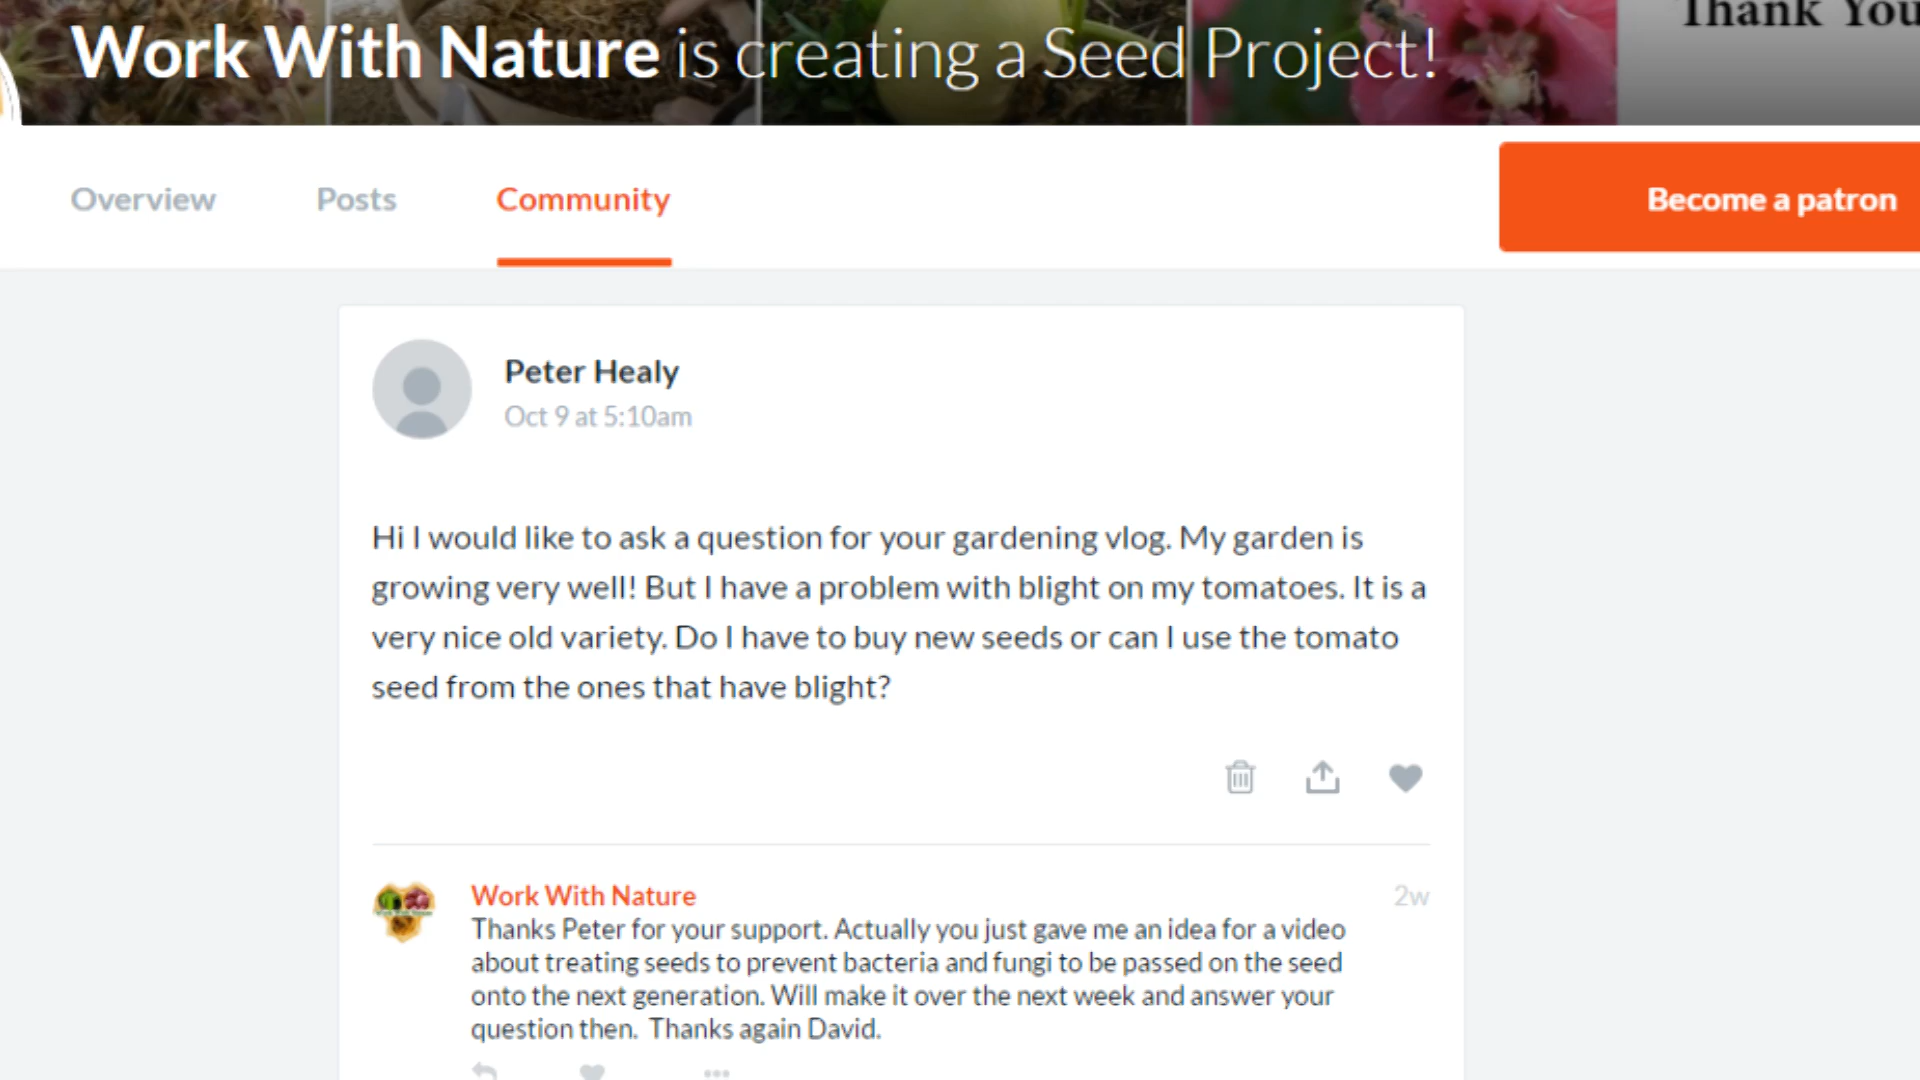 Thank You
Work With Nature is creating a Seed Project!
Overview
Posts
Community
Become a patron
Peter Healy
Oct 9 at 5:10am
Hi I would like to ask a question for your gardening vlog. My garden is
growing very well! But I have a problem with blight on my tomatoes. It is a
very nice old variety. Do I have to buy new seeds or can I use the tomato
seed from the ones that have blight?
Work With Nature
2w
Thanks Peter for your support. Actually you just gave me an idea for a video
about treating seeds to prevent bacteria and fungi to be passed on the seed
onto the next generation. Will make it over the next week and answer your
question then.  Thanks again David.